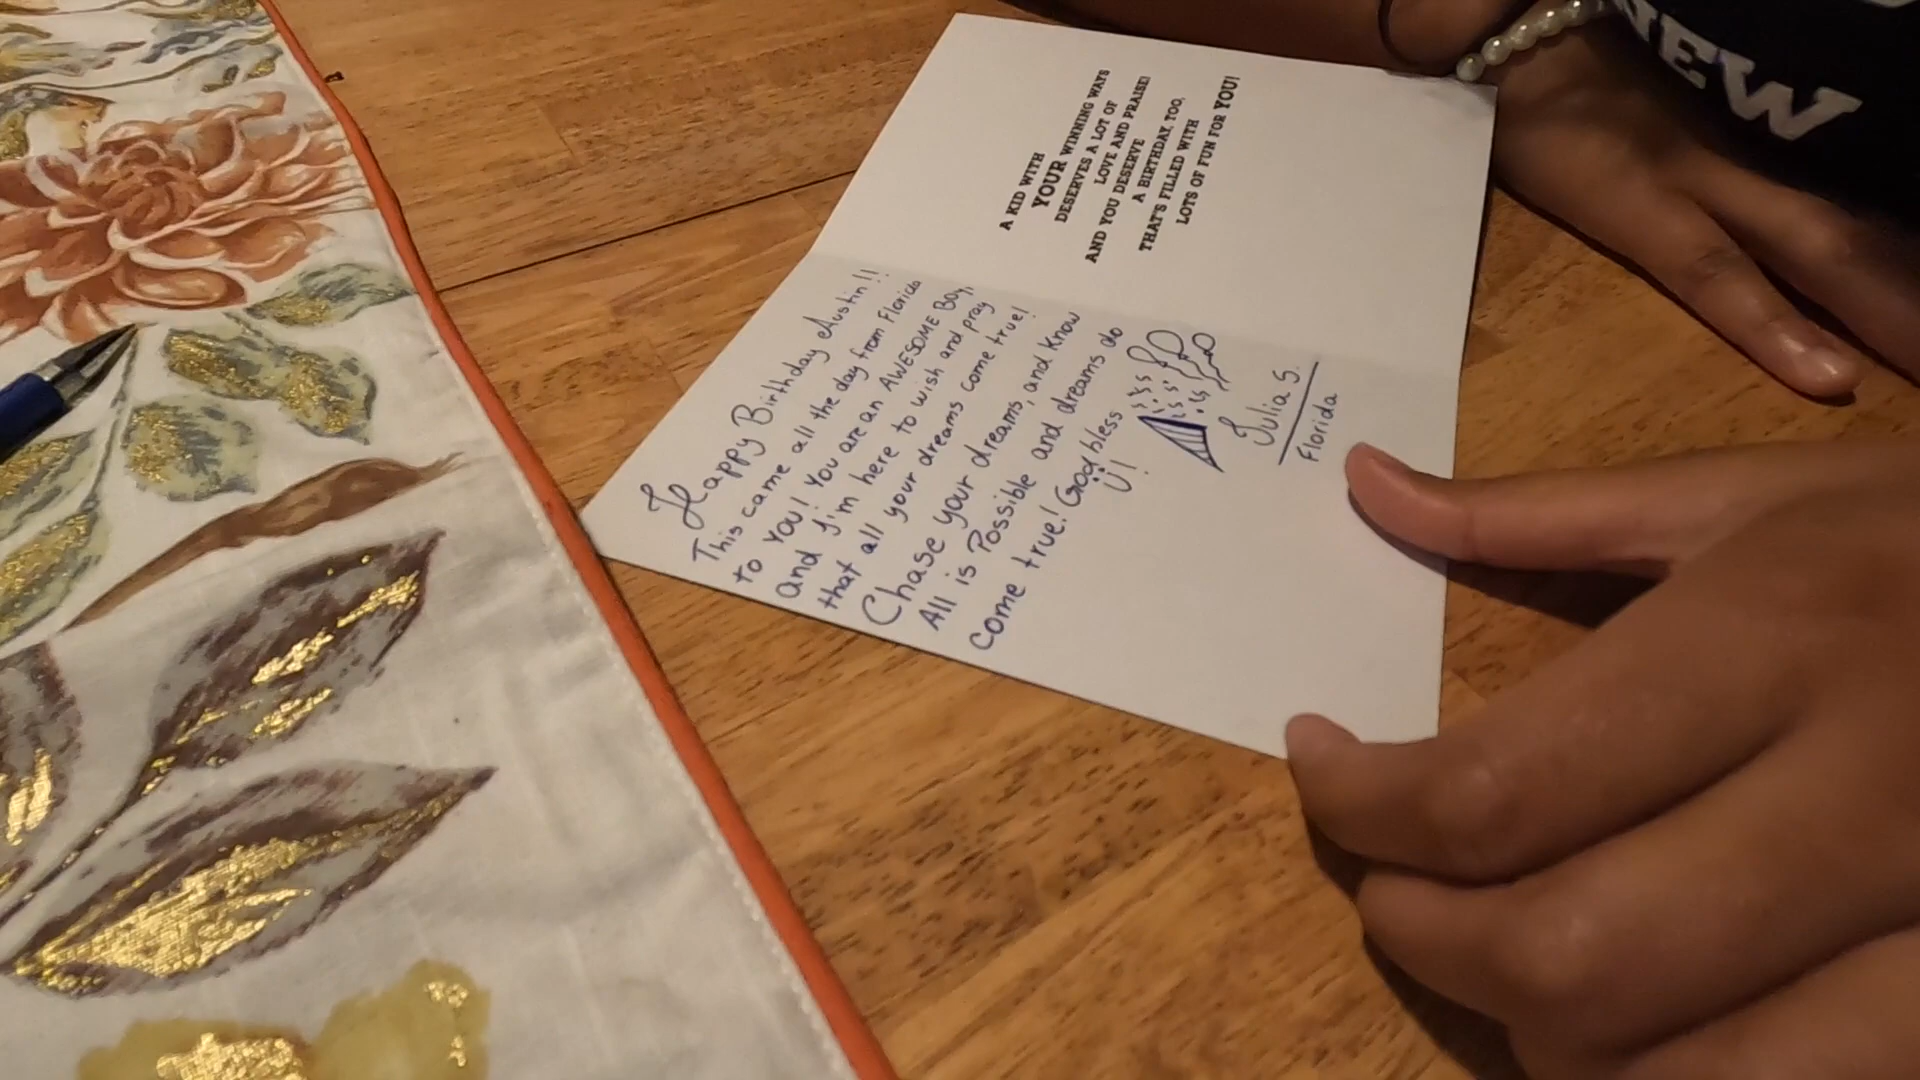 Happy Birthday Austin!!
This came all the day from Florida
to you! You are an AWESOME BOY,
and I'm here to wish and pray
that all your dreams come true!
Chase your dreams, and know
All is Possible and dreams do
come true! God bless
Julia S.
Florida
A KID WITH
YOUR WINNING WAYS
DESERVES A LOT OF
LOVE AND PRAISE!
AND YOU DESERVE
A BIRTHDAY, TOO,
THAT'S FILLED WITH
LOTS OF FUN FOR YOU!
NEW